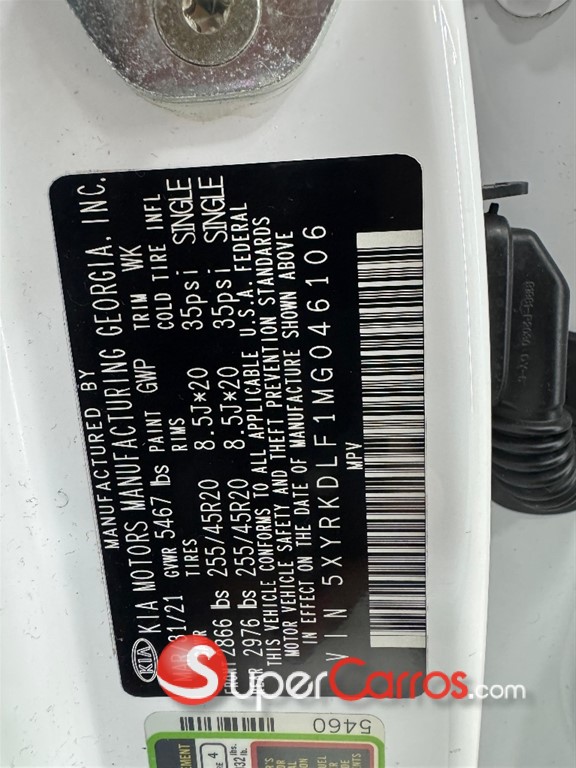 KIA
MANUFACTURED BY
KIA MOTORS MANUFACTURING GEORGIA, INC.
31/21 GVWR 5467 lbs PAINT GWP TRIM WK
TIRES RIMS COLD TIRE INFL
2866 lbs 255/45R20 8.5J*20 35psi SINGLE
2976 lbs 255/45R20 8.5J*20 35psi SINGLE
THIS VEHICLE CONFORMS TO ALL APPLICABLE U.S.A. FEDERAL
MOTOR VEHICLE SAFETY AND THEFT PREVENTION STANDARDS
IN EFFECT ON THE DATE OF MANUFACTURE SHOWN ABOVE
VIN 5XYRKDLF1MG046106
MPV
5460
SuperCarros.com